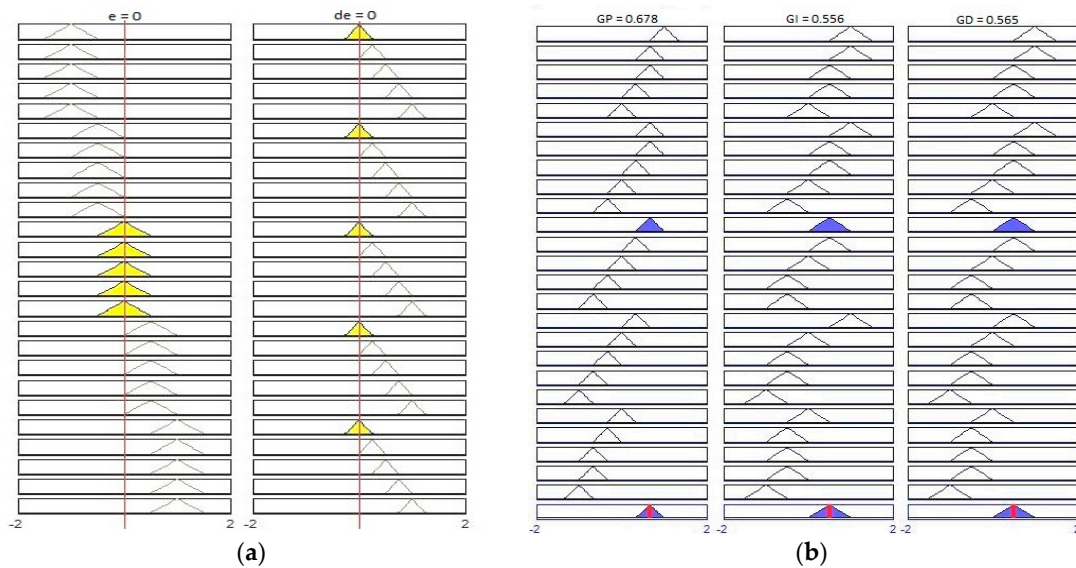 e = 0
de = 0
-2
2
-2
2
(a)
b
GP = 0.678
GI = 0.556
GD = 0.565
-2
2
-2
2
-2
2
(b)